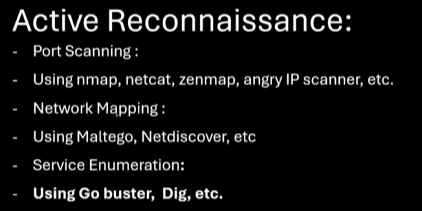 Active Reconnaissance:
- Port Scanning :
- Using nmap, netcat, zenmap, angry IP scanner, etc.
- Network Mapping :
- Using Maltego, Netdiscover, etc
- Service Enumeration:
- Using Go buster,  Dig, etc.